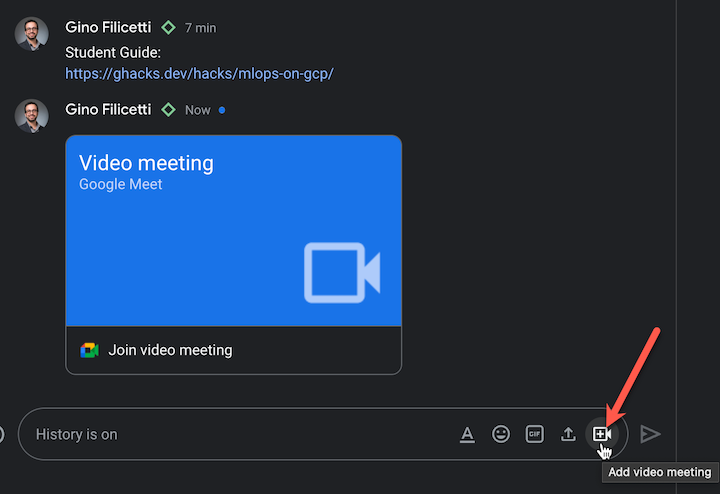 Gino Filicetti 7 min
Student Guide:
https://ghacks.dev/hacks/mlops-on-gcp/
Gino Filicetti Now
Video meeting
Google Meet
Join video meeting
History is on
A GIF
Add video meeting